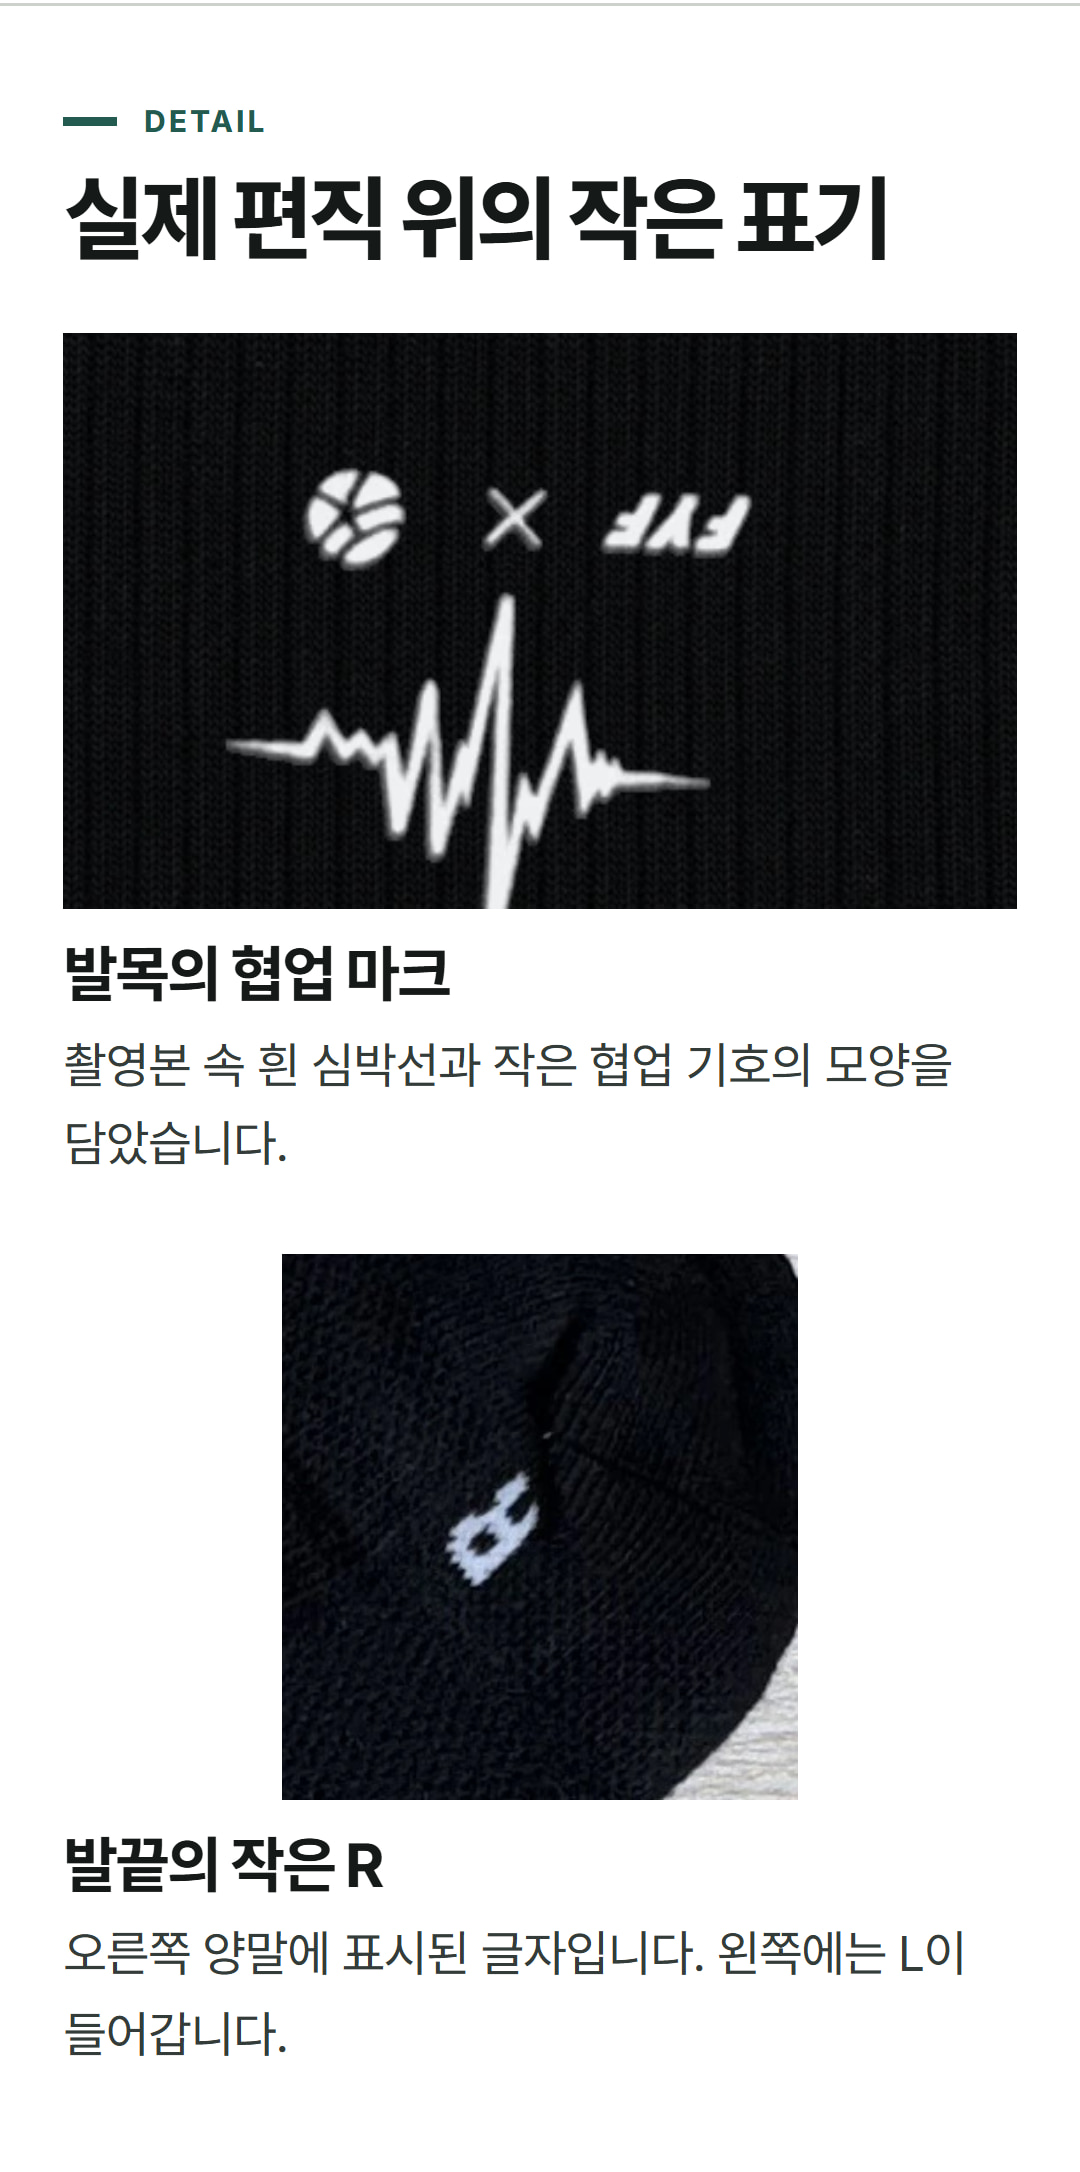 DETAIL
실제 편직 위의 작은 표기
FYF
발목의 협업 마크
촬영본 속 흰 심박선과 작은 협업 기호의 모양을
담았습니다.
R
발끝의 작은 R
오른쪽 양말에 표시된 글자입니다. 왼쪽에는 L이
들어갑니다.